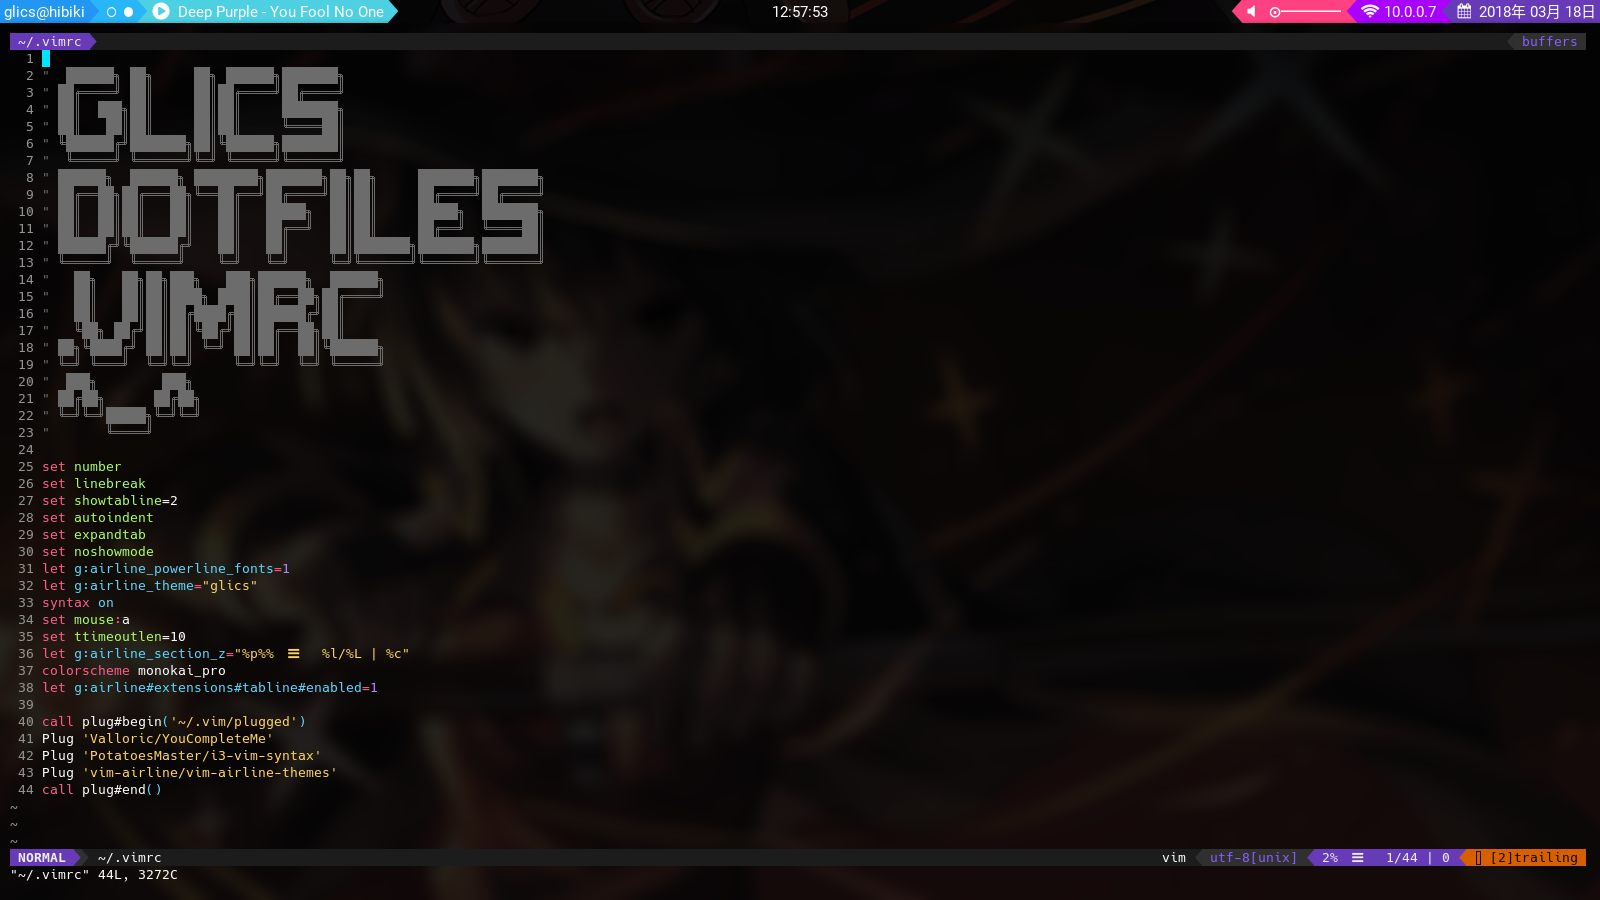 glics@hibiki Deep Purple - You Fool No One 12:57:53 10.0.0.7 2018年 03月 18日
~/.vimrc buffers
1
2 "
3 "
4 "
5 "
6 "
7 "
8 "
9 "
10 "
11 "
12 "
13 "
14 "
15 "
16 "
17 "
18 "
19 "
20 "
21 "
22 "
23 "
GLICS
DOTFILES
.VIMRC
24
25 set number
26 set linebreak
27 set showtabline=2
28 set autoindent
29 set expandtab
30 set noshowmode
31 let g:airline_powerline_fonts=1
32 let g:airline_theme="glics"
33 syntax on
34 set mouse:a
35 set ttimeoutlen=10
36 let g:airline_section_z="%p%% ☰  %l/%L | %c"
37 colorscheme monokai_pro
38 let g:airline#extensions#tabline#enabled=1
39
40 call plug#begin('~/.vim/plugged')
41 Plug 'Valloric/YouCompleteMe'
42 Plug 'PotatoesMaster/i3-vim-syntax'
43 Plug 'vim-airline/vim-airline-themes'
44 call plug#end()
~
~
~
NORMAL ~/.vimrc vim utf-8[unix] 2% ☰ 1/44 | 0 [2]trailing
"~/.vimrc" 44L, 3272C